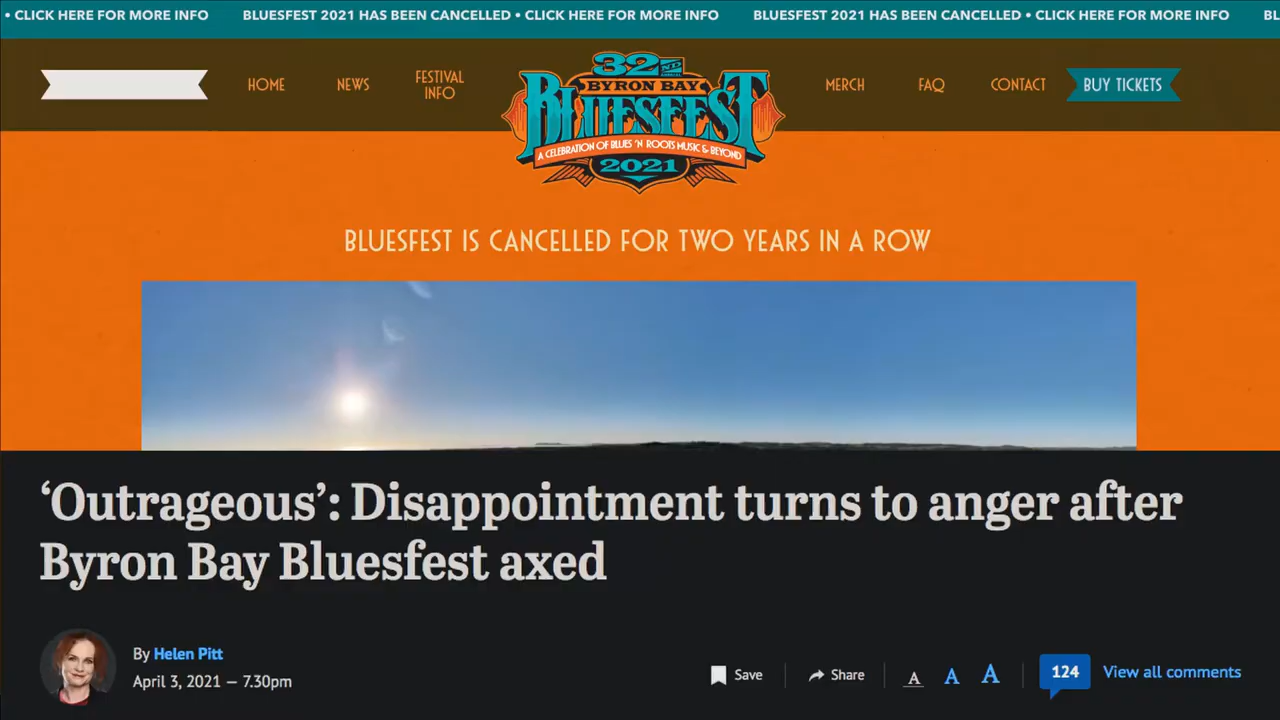 • CLICK HERE FOR MORE INFO BLUESFEST 2021 HAS BEEN CANCELLED • CLICK HERE FOR MORE INFO BLUESFEST 2021 HAS BEEN CANCELLED • CLICK HERE FOR MORE INFO BL
HOME
NEWS
FESTIVAL
INFO
32ND
ANNUAL
BYRON BAY
BLUESFEST
A CELEBRATION OF BLUES 'N' ROOTS MUSIC & BEYOND
2021
MERCH
FAQ
CONTACT
BUY TICKETS
BLUESFEST IS CANCELLED FOR TWO YEARS IN A ROW
‘Outrageous’: Disappointment turns to anger after
Byron Bay Bluesfest axed
By Helen Pitt
April 3, 2021 — 7.30pm
Save
Share
A A A
124
View all comments